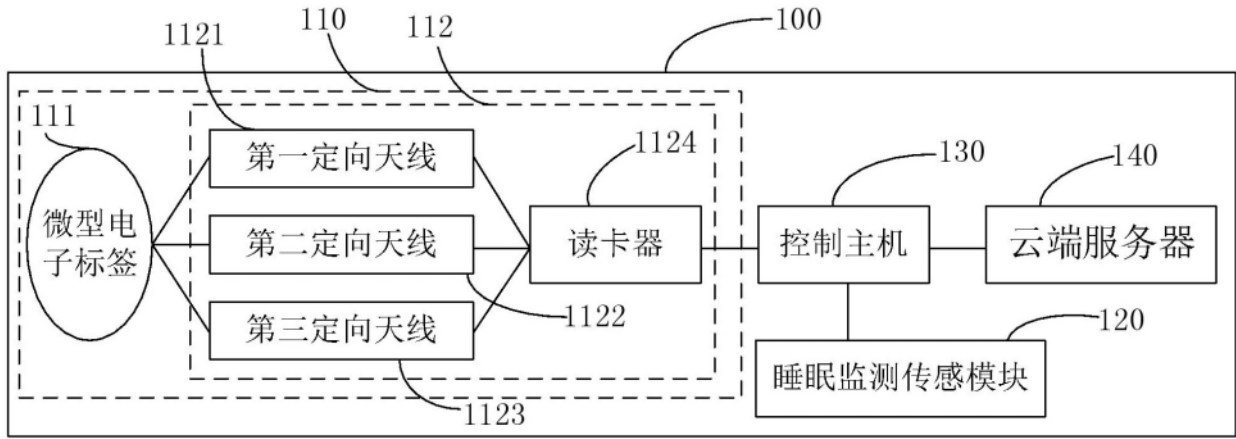 100
110
112
1121
111
第一定向天线
1124
130
140
微型电
子标签
第二定向天线
读卡器
控制主机
云端服务器
1122
120
第三定向天线
睡眠监测传感模块
1123